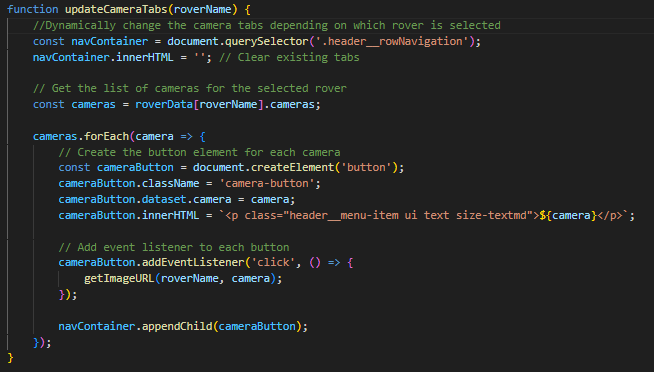 function updateCameraTabs(roverName) {
    //Dynamically change the camera tabs depending on which rover is selected
    const navContainer = document.querySelector('.header__rowNavigation');
    navContainer.innerHTML = ''; // Clear existing tabs

    // Get the list of cameras for the selected rover
    const cameras = roverData[roverName].cameras;

    cameras.forEach(camera => {
        // Create the button element for each camera
        const cameraButton = document.createElement('button');
        cameraButton.className = 'camera-button';
        cameraButton.dataset.camera = camera;
        cameraButton.innerHTML = `<p class="header__menu-item ui text size-textmd">${camera}</p>`;

        // Add event listener to each button
        cameraButton.addEventListener('click', () => {
            getImageURL(roverName, camera);
        });

        navContainer.appendChild(cameraButton);
    });
}